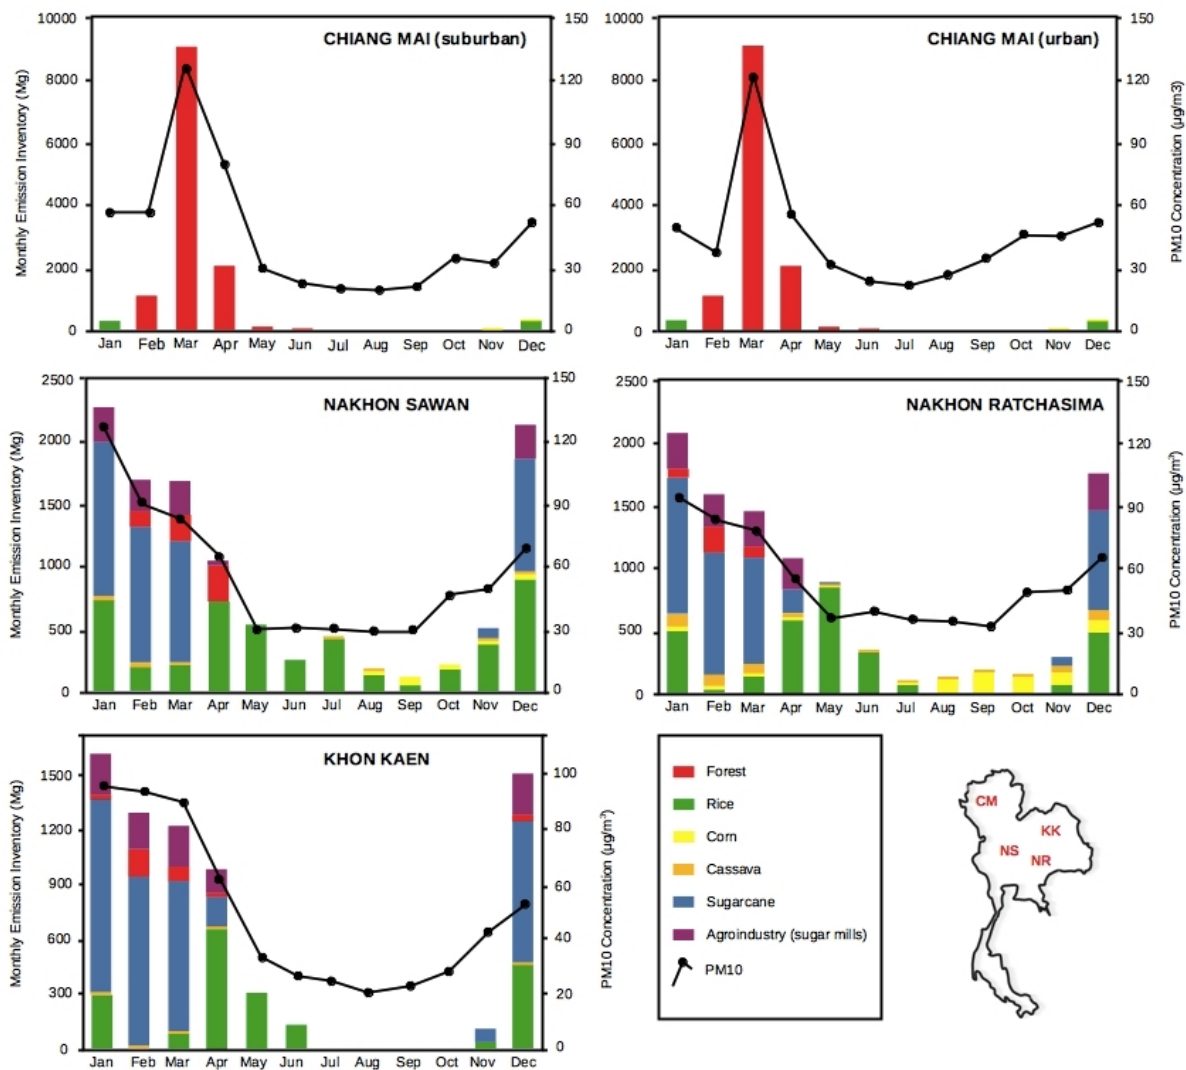 CHIANG MAI (suburban)
Monthly Emission Inventory (Mg)
10000
8000
6000
4000
2000
0
150
120
90
60
30
0
Jan Feb Mar Apr May Jun Jul Aug Sep Oct Nov Dec
CHIANG MAI (urban)
10000
8000
6000
4000
2000
0
150
120
90
60
30
0
PM10 Concentration (µg/m3)
Jan Feb Mar Apr May Jun Jul Aug Sep Oct Nov Dec
NAKHON SAWAN
Monthly Emission Inventory (Mg)
2500
2000
1500
1000
500
0
150
120
90
60
30
0
Jan Feb Mar Apr May Jun Jul Aug Sep Oct Nov Dec
NAKHON RATCHASIMA
2500
2000
1500
1000
500
0
150
120
90
60
30
0
PM10 Concentration (µg/m³)
Jan Feb Mar Apr May Jun Jul Aug Sep Oct Nov Dec
KHON KAEN
Monthly Emission Inventory (Mg)
1500
1200
900
600
300
0
100
80
60
40
20
0
PM10 Concentration (µg/m³)
Jan Feb Mar Apr May Jun Jul Aug Sep Oct Nov Dec
Forest
Rice
Corn
Cassava
Sugarcane
Agroindustry (sugar mills)
PM10
CM
KK
NS
NR